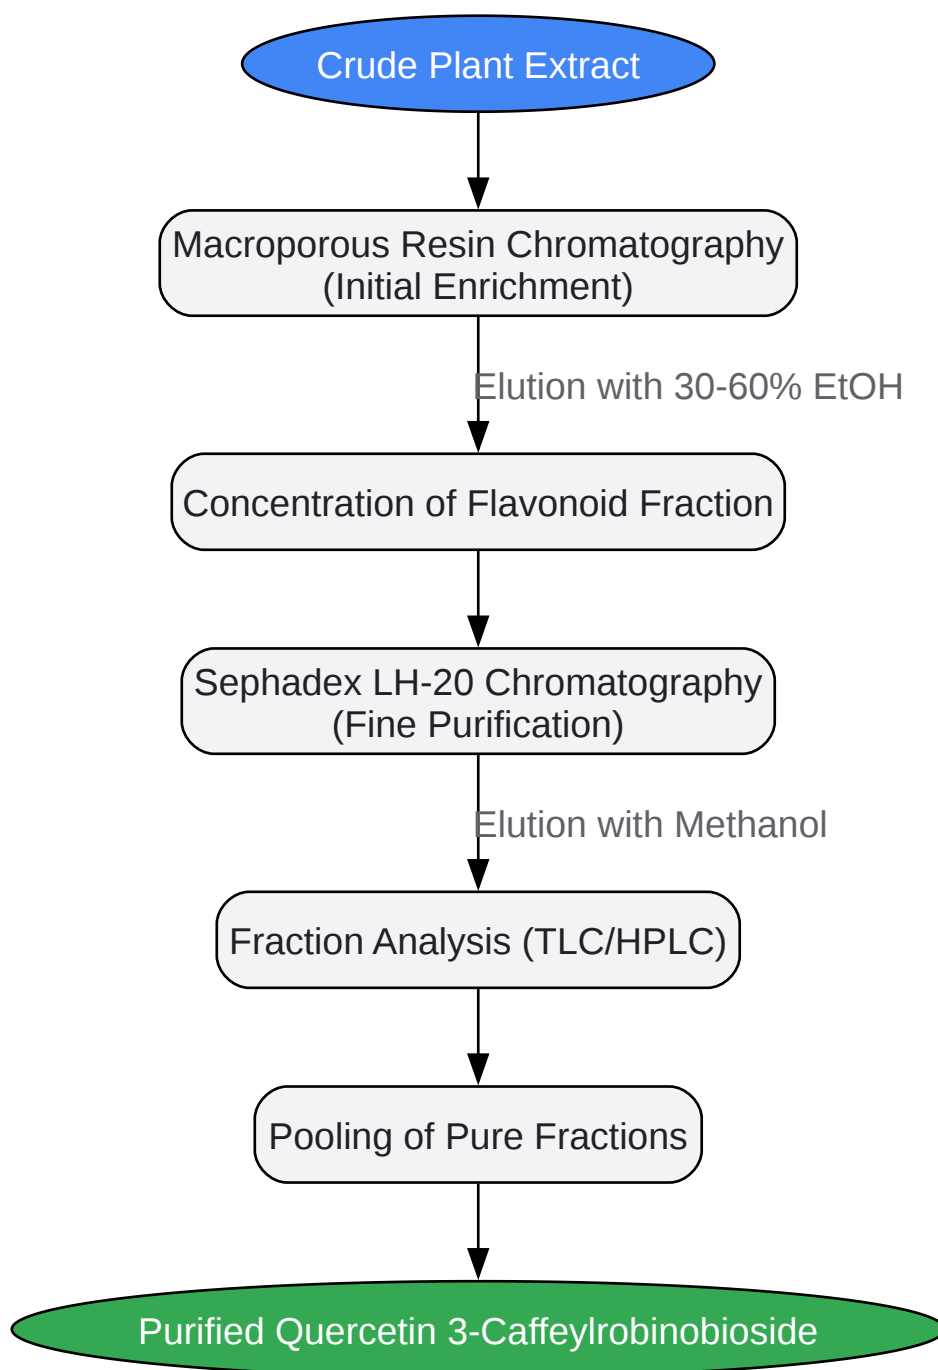 Crude Plant Extract
Macroporous Resin Chromatography
(Initial Enrichment)
Elution with 30-60% EtOH
Concentration of Flavonoid Fraction
Sephadex LH-20 Chromatography
(Fine Purification)
Elution with Methanol
Fraction Analysis (TLC/HPLC)
Pooling of Pure Fractions
Purified Quercetin 3-Caffeylrobinobioside